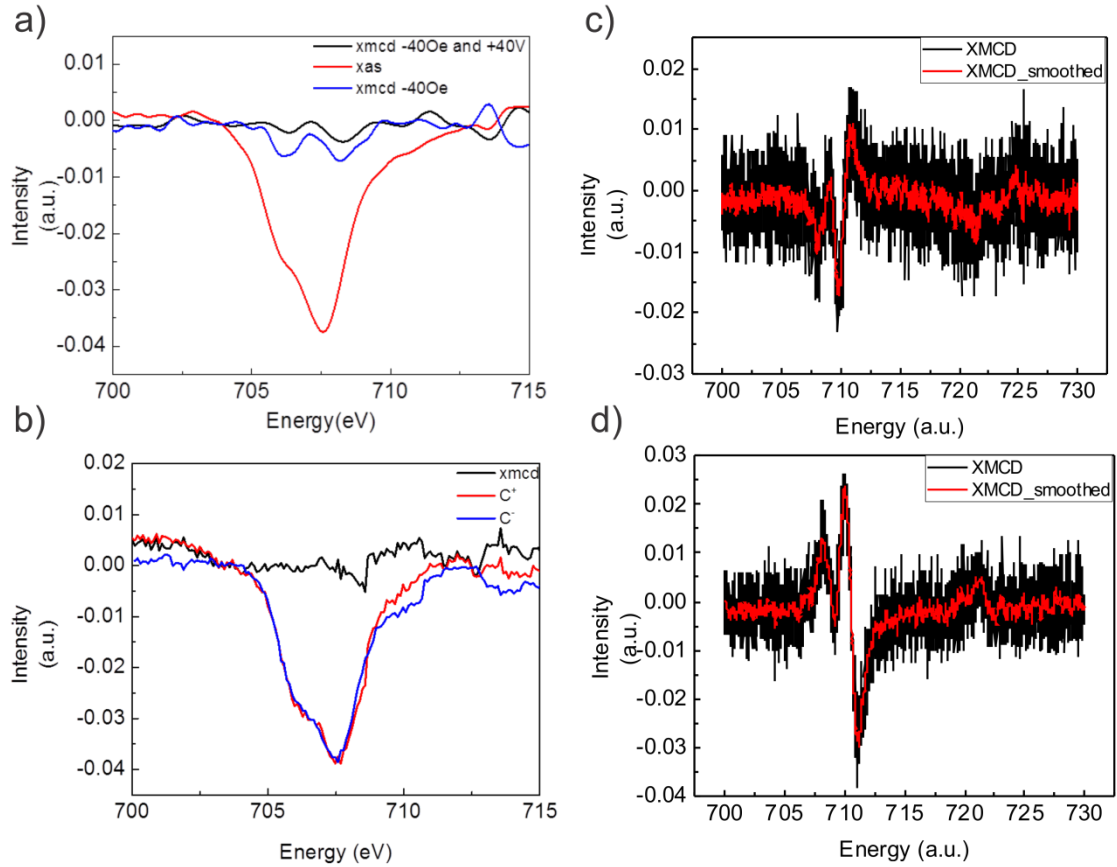 a)
xmcd -40Oe and +40V
xas
xmcd -40Oe
0.01
0.00
-0.01
-0.02
-0.03
-0.04
Intensity
(a.u.)
700
705
710
715
Energy(eV)
c)
XMCD
XMCD_smoothed
0.02
0.01
0.00
-0.01
-0.02
-0.03
Intensity
(a.u.)
700 705 710 715 720 725 730
Energy (a.u.)
b)
xmcd
C+
C-
0.02
0.01
0.00
-0.01
-0.02
-0.03
-0.04
Intensity
(a.u.)
700
705
710
715
Energy (eV)
d)
XMCD
XMCD_smoothed
0.03
0.02
0.01
0.00
-0.01
-0.02
-0.03
-0.04
Intensity
(a.u.)
700 705 710 715 720 725 730
Energy (a.u.)